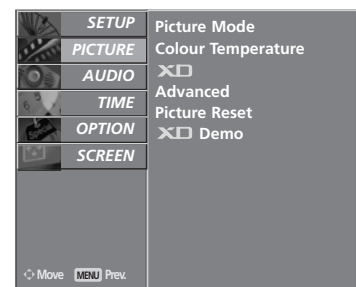 SETUP
PICTURE
AUDIO
TIME
OPTION
SCREEN
Move MENU Prev.
Picture Mode
Colour Temperature
XD
Advanced
Picture Reset
XD Demo